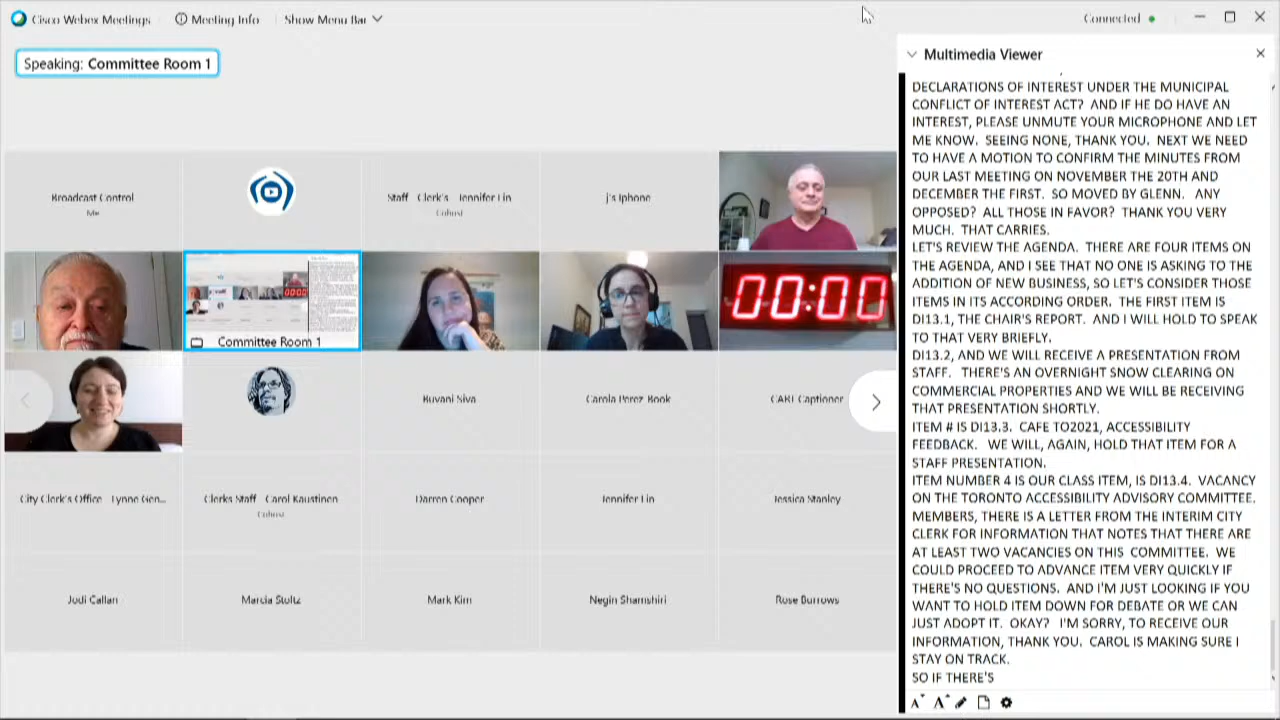 Cisco Webex Meetings
Meeting Info
Show Menu Bar
Connected
Speaking: Committee Room 1
Broadcast Control
Me
Staff Clerk's Jennifer Lin
Cohost
j's Iphone
00:00
Committee Room 1
Buvani Siva
Carola Perez Book
CART Captioner
City Clerk's Office Lynne Gen...
Clerks Staff Carol Kaustinen
Cohost
Darren Cooper
Jennifer Lin
Jessica Stanley
Jodi Callan
Marcia Stoltz
Mark Kim
Negin Shamshiri
Rose Burrows
Multimedia Viewer
DECLARATIONS OF INTEREST UNDER THE MUNICIPAL
CONFLICT OF INTEREST ACT? AND IF HE DO HAVE AN
INTEREST, PLEASE UNMUTE YOUR MICROPHONE AND LET
ME KNOW. SEEING NONE, THANK YOU. NEXT WE NEED
TO HAVE A MOTION TO CONFIRM THE MINUTES FROM
OUR LAST MEETING ON NOVEMBER THE 20TH AND
DECEMBER THE FIRST. SO MOVED BY GLENN. ANY
OPPOSED? ALL THOSE IN FAVOR? THANK YOU VERY
MUCH. THAT CARRIES.
LET'S REVIEW THE AGENDA. THERE ARE FOUR ITEMS ON
THE AGENDA, AND I SEE THAT NO ONE IS ASKING TO THE
ADDITION OF NEW BUSINESS, SO LET'S CONSIDER THOSE
ITEMS IN ITS ACCORDING ORDER. THE FIRST ITEM IS
DI13.1, THE CHAIR'S REPORT. AND I WILL HOLD TO SPEAK
TO THAT VERY BRIEFLY.
DI13.2, AND WE WILL RECEIVE A PRESENTATION FROM
STAFF. THERE'S AN OVERNIGHT SNOW CLEARING ON
COMMERCIAL PROPERTIES AND WE WILL BE RECEIVING
THAT PRESENTATION SHORTLY.
ITEM # IS DI13.3. CAFE TO2021, ACCESSIBILITY
FEEDBACK. WE WILL, AGAIN, HOLD THAT ITEM FOR A
STAFF PRESENTATION.
ITEM NUMBER 4 IS OUR CLASS ITEM, IS DI13.4. VACANCY
ON THE TORONTO ACCESSIBILITY ADVISORY COMMITTEE.
MEMBERS, THERE IS A LETTER FROM THE INTERIM CITY
CLERK FOR INFORMATION THAT NOTES THAT THERE ARE
AT LEAST TWO VACANCIES ON THIS COMMITTEE. WE
COULD PROCEED TO ADVANCE ITEM VERY QUICKLY IF
THERE'S NO QUESTIONS. AND I'M JUST LOOKING IF YOU
WANT TO HOLD ITEM DOWN FOR DEBATE OR WE CAN
JUST ADOPT IT. OKAY? I'M SORRY, TO RECEIVE OUR
INFORMATION, THANK YOU. CAROL IS MAKING SURE I
STAY ON TRACK.
SO IF THERE'S